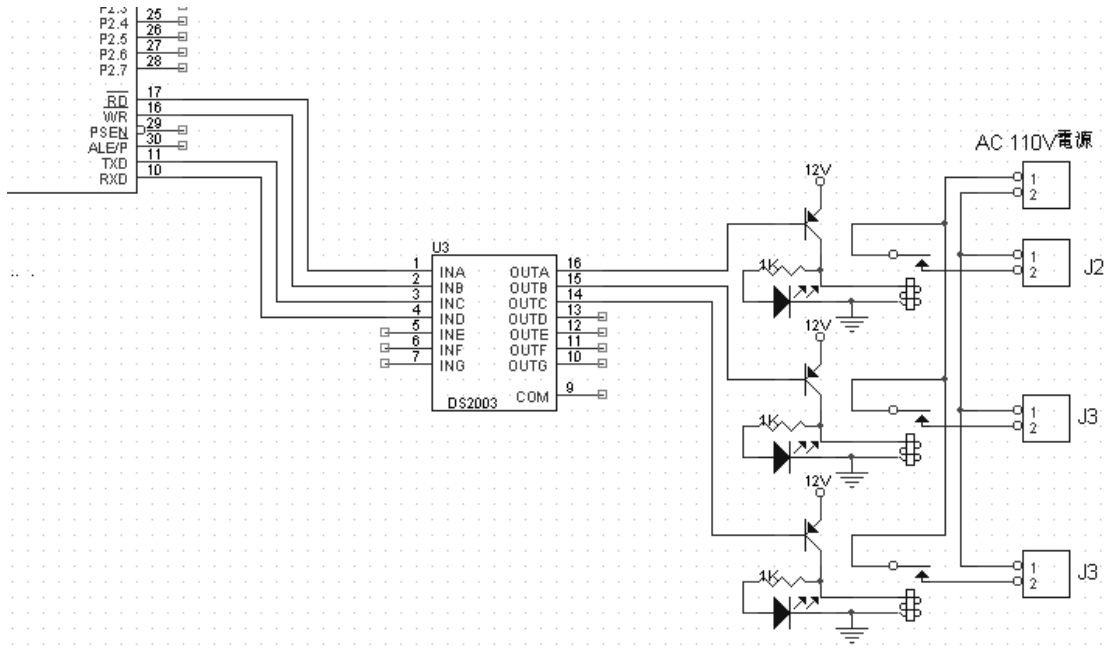 P2.3
P2.4 25
P2.5 26
P2.6 27
P2.7 28
RD 17
WR 16
PSEN 29
ALE/P 30
TXD 11
RXD 10
U3
1 INA OUTA 16
2 INB OUTB 15
3 INC OUTC 14
4 IND OUTD 13
5 INE OUTE 12
6 INF OUTF 11
7 ING OUTG 10
COM 9
DS2003
12V
1K
12V
1K
12V
1K
AC 110V電源
1
2
1
2
J2
1
2
J3
1
2
J3